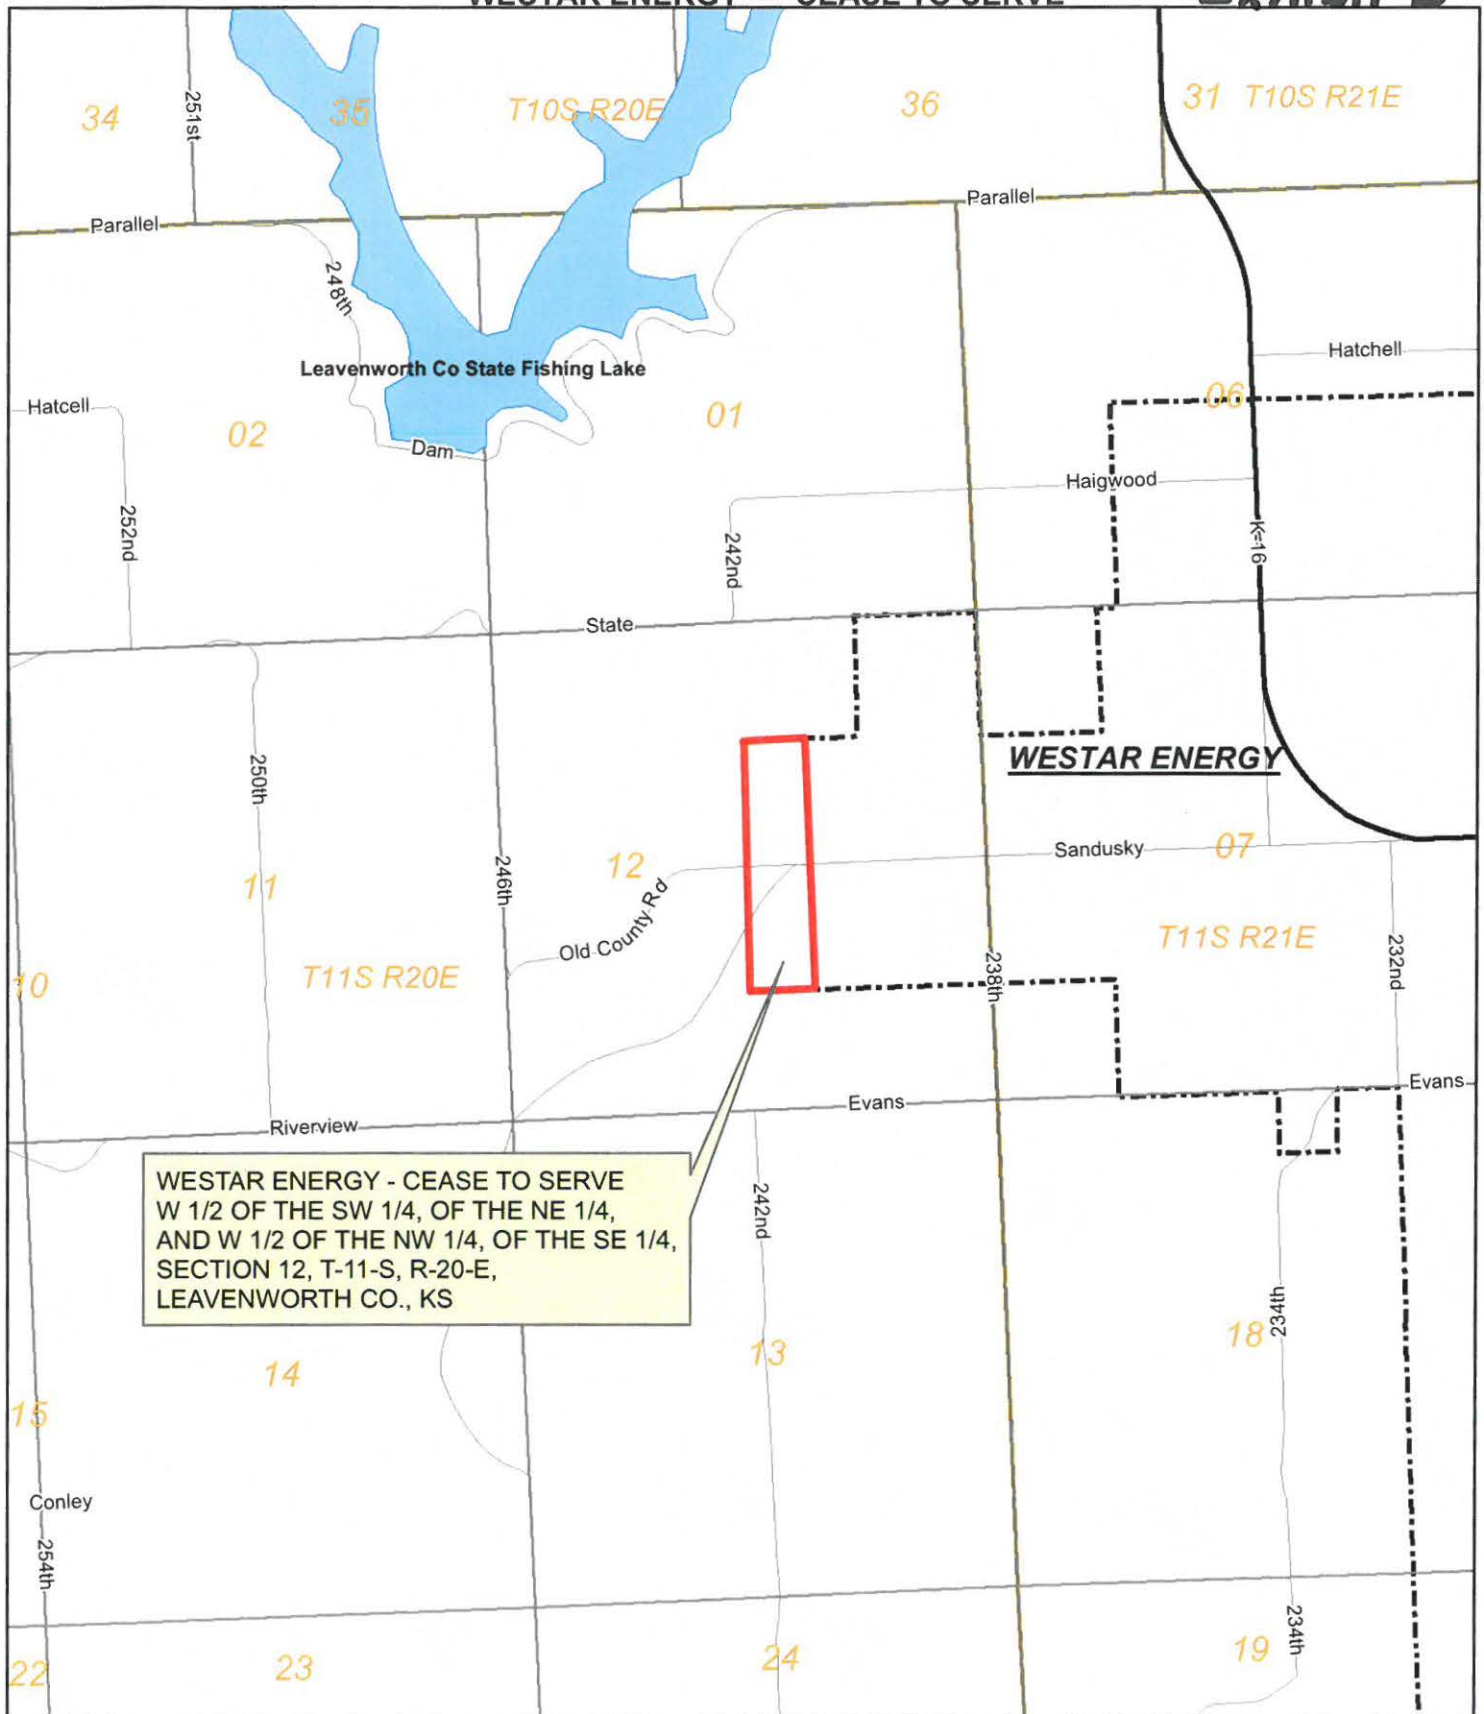 WESTAR ENERGY CEASE TO SERVE
34
251st
35
T10S R20E
36
31 T10S R21E
Parallel
Parallel
248th
Hatchell
Leavenworth Co State Fishing Lake
06
Hatcell
02
01
Dam
Haigwood
252nd
242nd
K-16
State
WESTAR ENERGY
250th
Sandusky
07
246th
12
11
Old County Rd
T11S R21E
10
T11S R20E
238th
232nd
Evans
Evans
Riverview
WESTAR ENERGY - CEASE TO SERVE
W 1/2 OF THE SW 1/4, OF THE NE 1/4,
AND W 1/2 OF THE NW 1/4, OF THE SE 1/4,
SECTION 12, T-11-S, R-20-E,
LEAVENWORTH CO., KS
242nd
234th
18
13
14
15
Conley
254th
234th
22
23
24
19